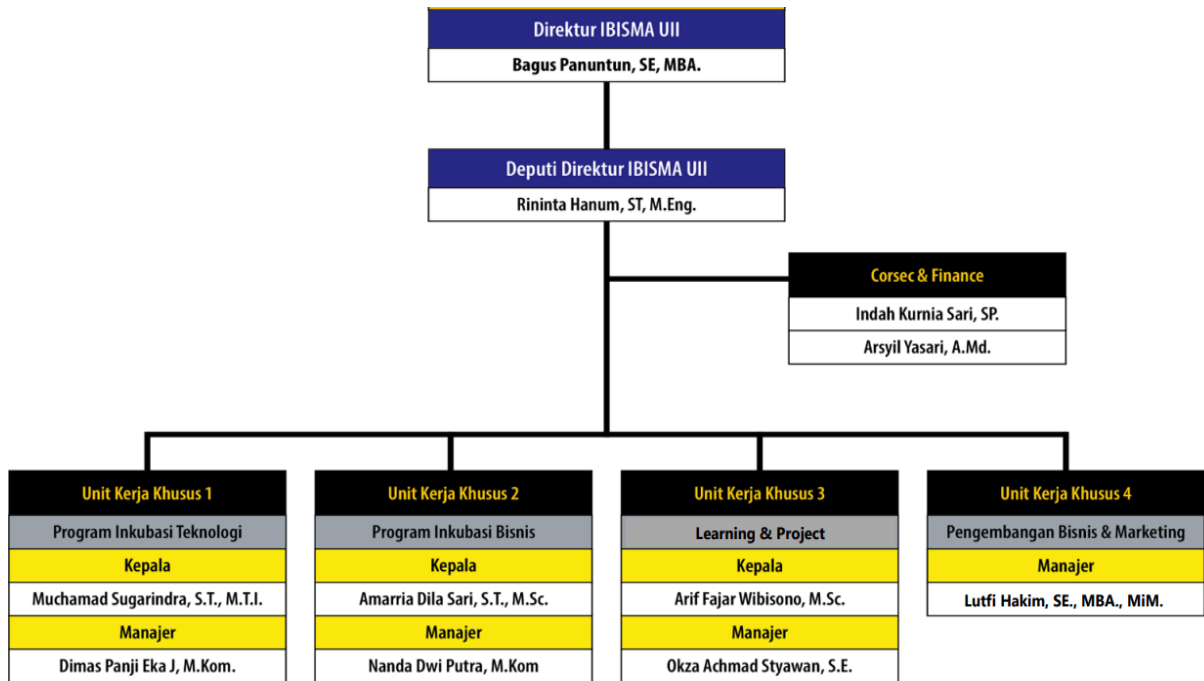 Direktur IBISMA UII
Bagus Panuntun, SE, MBA.
Deputi Direktur IBISMA UII
Rininta Hanum, ST, M.Eng.
Corsec & Finance
Indah Kurnia Sari, SP.
Arsyil Yasari, A.Md.
Unit Kerja Khusus 1
Program Inkubasi Teknologi
Kepala
Muchamad Sugarindra, S.T., M.T.I.
Manajer
Dimas Panji Eka J, M.Kom.
Unit Kerja Khusus 2
Program Inkubasi Bisnis
Kepala
Amarria Dila Sari, S.T., M.Sc.
Manajer
Nanda Dwi Putra, M.Kom
Unit Kerja Khusus 3
Learning & Project
Kepala
Arif Fajar Wibisono, M.Sc.
Manajer
Okza Achmad Styawan, S.E.
Unit Kerja Khusus 4
Pengembangan Bisnis & Marketing
Manajer
Lutfi Hakim, SE., MBA., MiM.